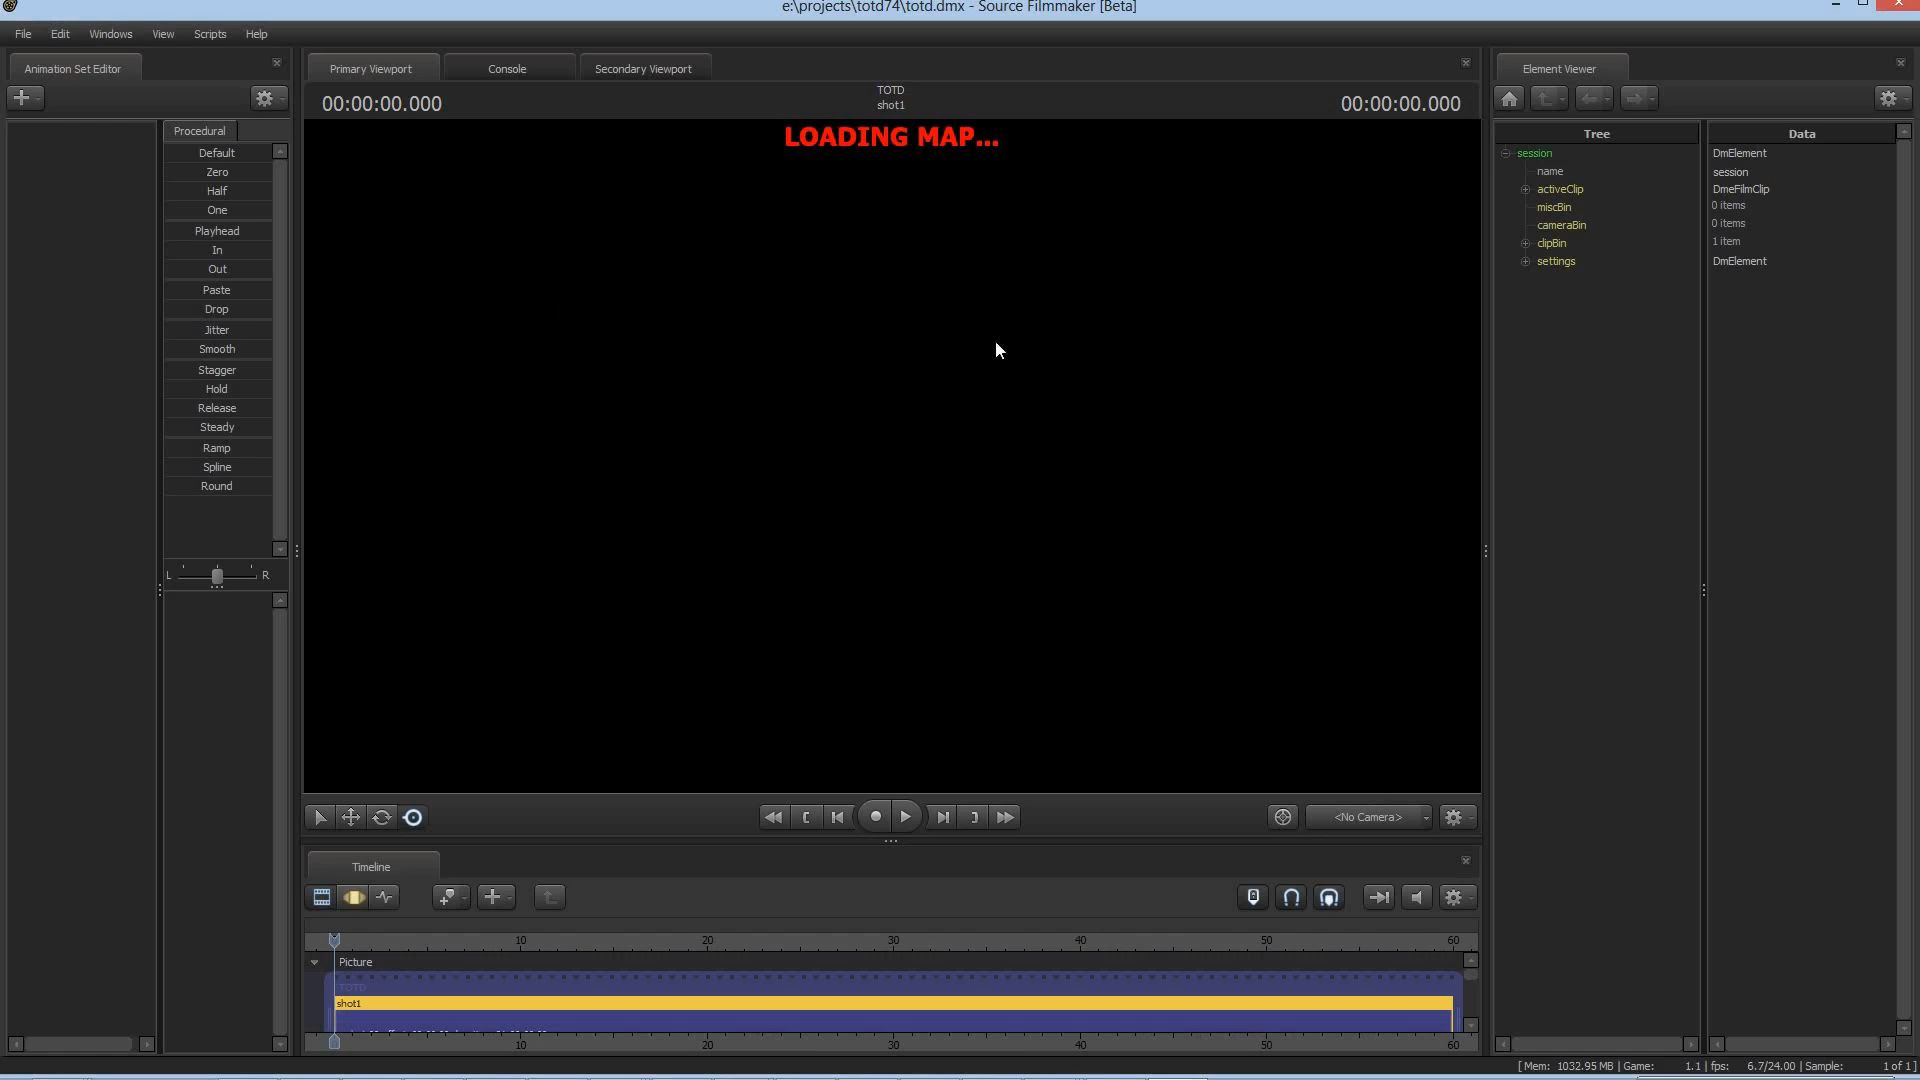 e:\projects\totd74\totd.dmx - Source Filmmaker [Beta]
File Edit Windows View Scripts Help
Animation Set Editor
Primary Viewport Console Secondary Viewport
Element Viewer
00:00:00.000
TOTD
shot1
00:00:00.000
LOADING MAP...
Procedural
Default
Zero
Half
One
Playhead
In
Out
Paste
Drop
Jitter
Smooth
Stagger
Hold
Release
Steady
Ramp
Spline
Round
L R
Tree Data
session DmElement
name session
activeClip DmeFilmClip
miscBin 0 items
cameraBin 0 items
clipBin 1 item
settings DmElement
<No Camera>
Timeline
10 20 30 40 50 60
Picture
TOTD
shot1
10 20 30 40 50 60
[ Mem: 1032.95 MB | Game: 1.1 | fps: 6.7/24.00 | Sample: 1 of 1 ]